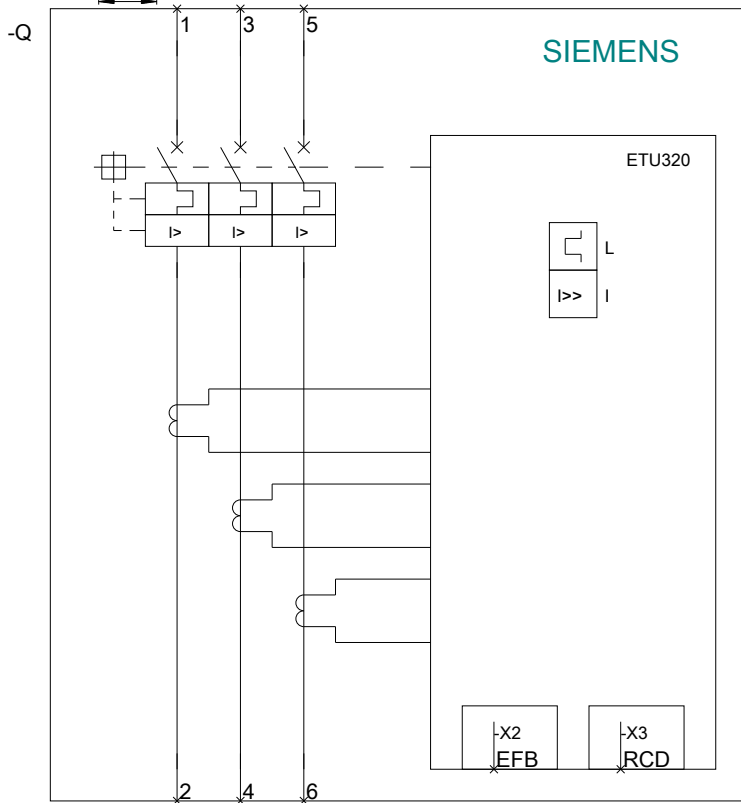 -Q
1 3 5
SIEMENS
ETU320
I> I> I>
L
I>> I
-X2 -X3
EFB RCD
2 4 6